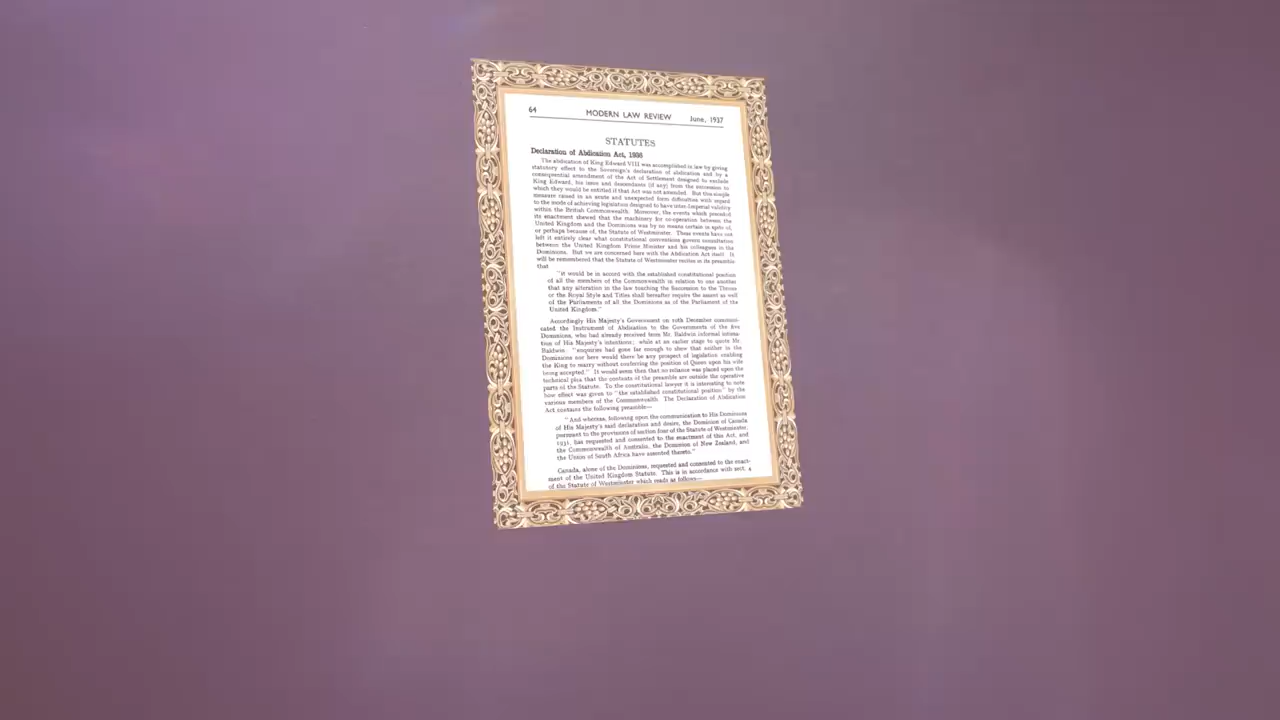 64 MODERN LAW REVIEW June, 1937
STATUTES
Declaration of Abdication Act, 1936
The abdication of King Edward VIII was accomplished in law by giving
statutory effect to the Sovereign's declaration of abdication and by a
consequential amendment of the Act of Settlement designed to exclude
King Edward, his issue and descendants (if any) from the succession to
which they would be entitled if that Act was not amended. But this simple
measure caused in an acute and unexpected form difficulties with regard
to the mode of achieving legislation designed to have inter-Imperial validity
within the British Commonwealth. Moreover, the events which preceded
its enactment shewed that the machinery for co-operation between the
United Kingdom and the Dominions was by no means certain in spite of,
or perhaps because of, the Statute of Westminster. These events have not
left it entirely clear what constitutional conventions govern consultation
between the United Kingdom Prime Minister and his colleagues in the
Dominions. But we are concerned here with the Abdication Act itself. It
will be remembered that the Statute of Westminster recites in its preamble
that
"it would be in accord with the established constitutional position
of all the members of the Commonwealth in relation to one another
that any alteration in the law touching the Succession to the Throne
or the Royal Style and Titles shall hereafter require the assent as well
of the Parliaments of all the Dominions as of the Parliament of the
United Kingdom."
Accordingly His Majesty's Government on 10th December communi-
cated the Instrument of Abdication to the Governments of the five
Dominions, who had already received from Mr. Baldwin informal intima-
tion of His Majesty's intentions; while at an earlier stage to quote Mr.
Baldwin "enquiries had gone far enough to show that neither in the
Dominions nor here would there be any prospect of legislation enabling
the King to marry without conferring the position of Queen upon his wife
being accepted." It would seem then that no reliance was placed upon the
technical plea that the contents of the preamble are outside the operative
parts of the Statute. To the constitutional lawyer it is interesting to note
how effect was given to "the established constitutional position" by the
various members of the Commonwealth. The Declaration of Abdication
Act contains the following preamble—
"And whereas, following upon the communication to His Dominions
of His Majesty's said declaration and desire, the Dominion of Canada
pursuant to the provisions of section four of the Statute of Westminster,
1931, has requested and consented to the enactment of this Act, and
the Commonwealth of Australia, the Dominion of New Zealand, and
the Union of South Africa have assented thereto."
Canada, alone of the Dominions, requested and consented to the enact-
ment of the United Kingdom Statute. This is in accordance with sect. 4
of the Statute of Westminster which reads as follows—